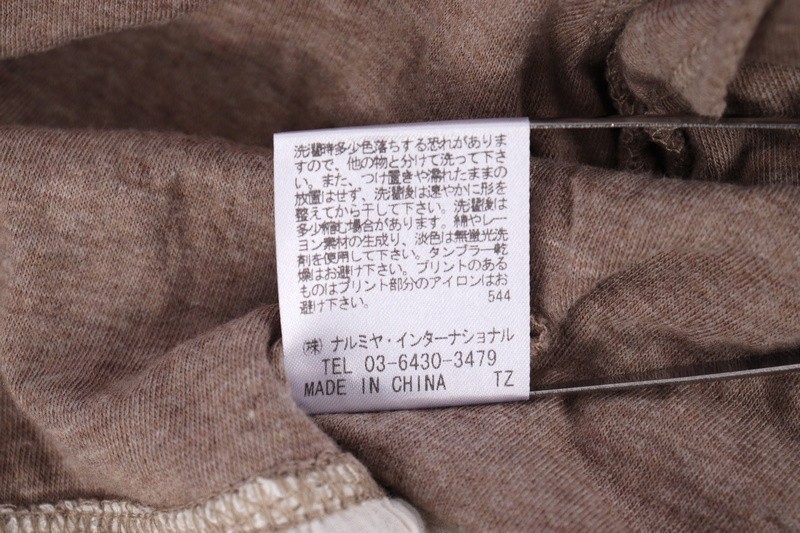 洗濯時多少色落ちする恐れがありま
すので、他の物と分けて洗って下さ
い。また、つけ置きや濡れたままの
放置はせず、洗濯後は速やかに形を
整えてから干して下さい。洗濯後は
多少縮む場合があります。綿やレー
ヨン素材の生成り、淡色は無蛍光洗
剤を使用して下さい。タンブラー乾
燥はお避け下さい。プリントのある
ものはプリント部分のアイロンはお
避け下さい。 544
㈱ ナルミヤ・インターナショナル
TEL 03-6430-3479
MADE IN CHINA TZ